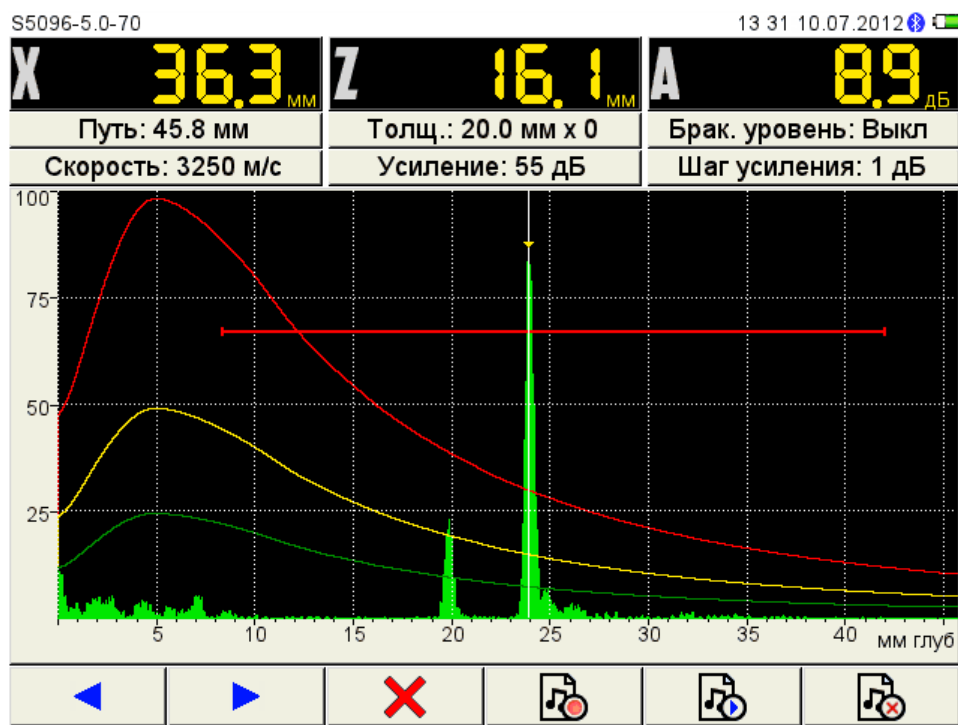 S5096-5.0-70 13 31 10.07.2012
X 36.3 мм Z 16.1 мм A 8.9 дБ
Путь: 45.8 мм Толщ.: 20.0 мм x 0 Брак. уровень: Выкл
Скорость: 3250 м/с Усиление: 55 дБ Шаг усиления: 1 дБ
100
75
50
25
5 10 15 20 25 30 35 40 мм глуб